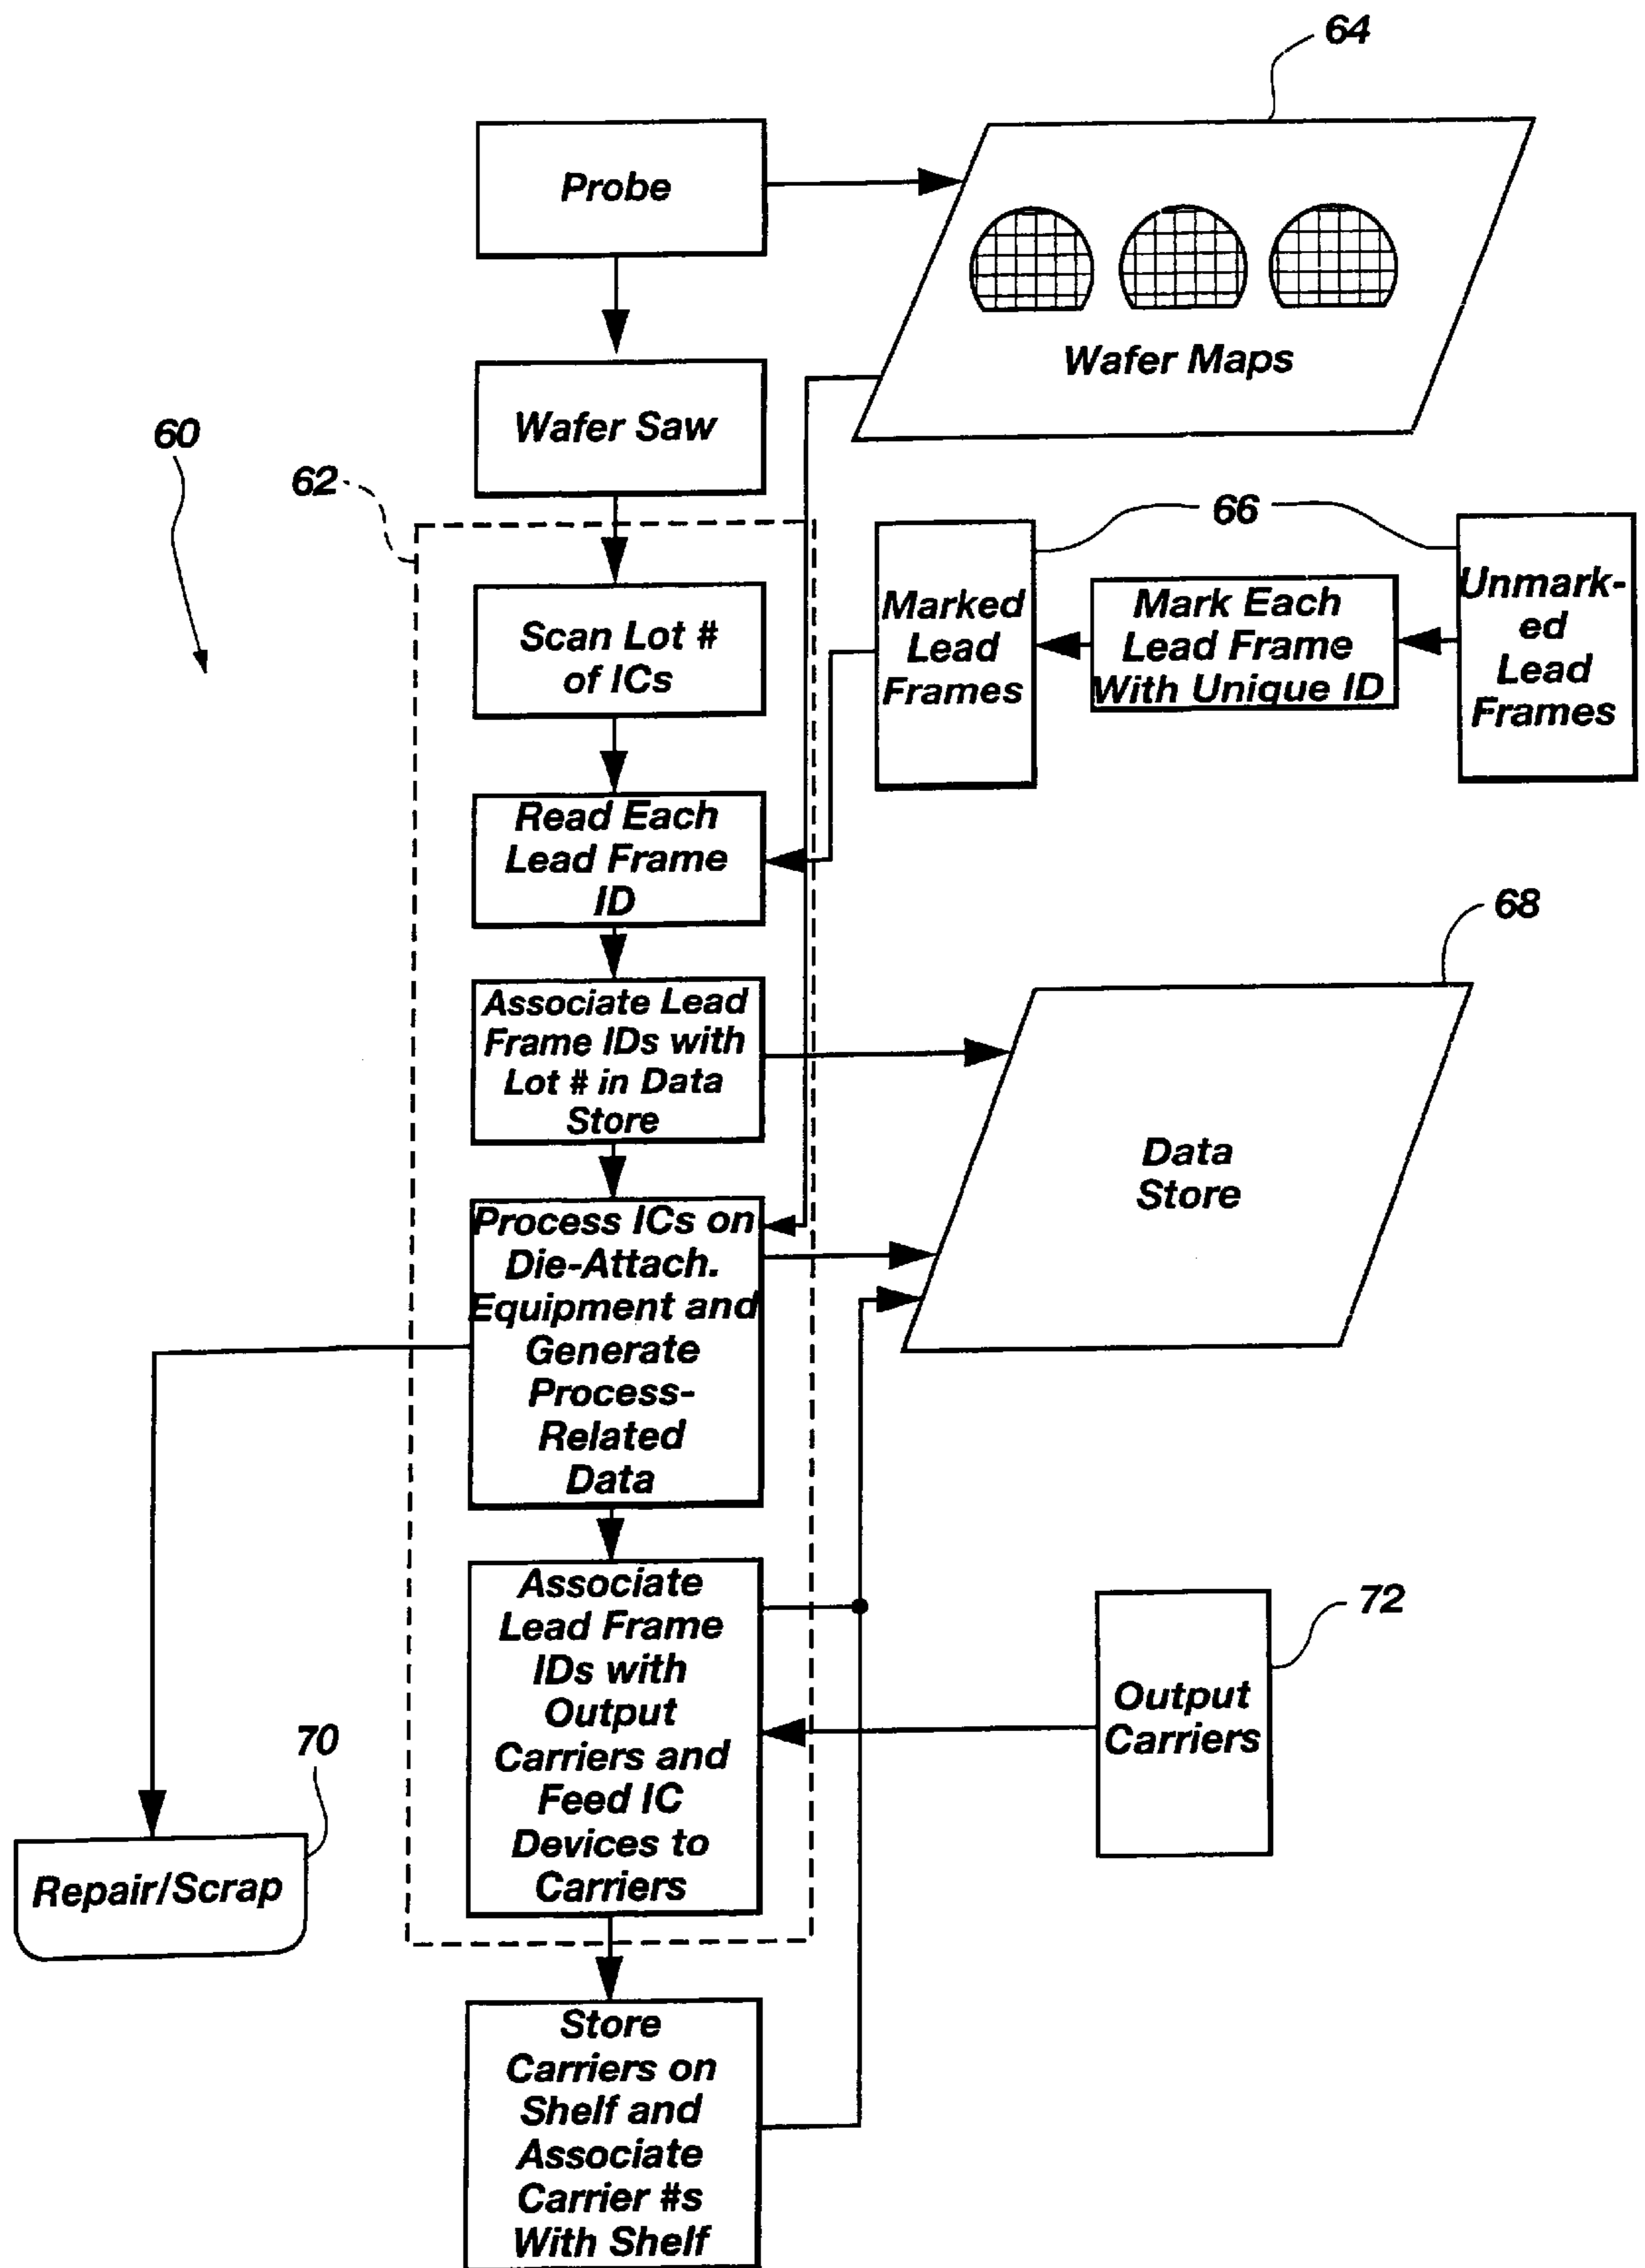 64
Probe
Wafer Maps
Wafer Saw
60
62
66
Scan Lot #
of ICs
Marked
Lead
Frames
Mark Each
Lead Frame
With Unique ID
Unmark-
ed
Lead
Frames
Read Each
Lead Frame
ID
68
Associate Lead
Frame IDs with
Lot # in Data
Store
Data
Store
Process ICs on
Die-Attach.
Equipment and
Generate
Process-
Related
Data
Associate
Lead Frame
IDs with
Output
Carriers and
Feed IC
Devices to
Carriers
72
Output
Carriers
70
Repair/Scrap
Store
Carriers on
Shelf and
Associate
Carrier #s
With Shelf